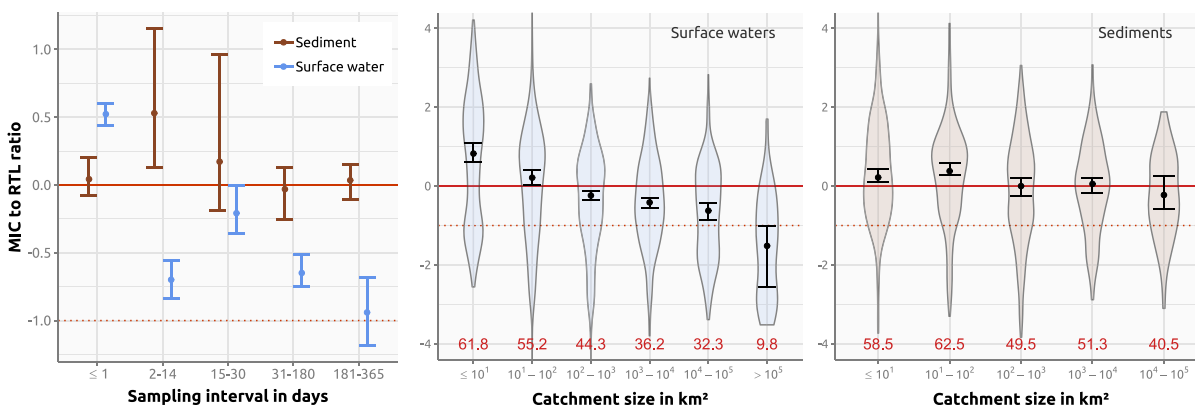 MIC to RTL ratio
1.0
0.5
0.0
-0.5
-1.0
Sediment
Surface water
≤ 1
2-14
15-30
31-180
181-365
Sampling interval in days
4
2
0
-2
-4
Surface waters
61.8 55.2 44.3 36.2 32.3 9.8
≤ 10¹ 10¹ − 10² 10² − 10³ 10³ − 10⁴ 10⁴ − 10⁵ > 10⁵
Catchment size in km²
4
2
0
-2
-4
Sediments
58.5 62.5 49.5 51.3 40.5
≤ 10¹ 10¹ − 10² 10² − 10³ 10³ − 10⁴ 10⁴ − 10⁵
Catchment size in km²